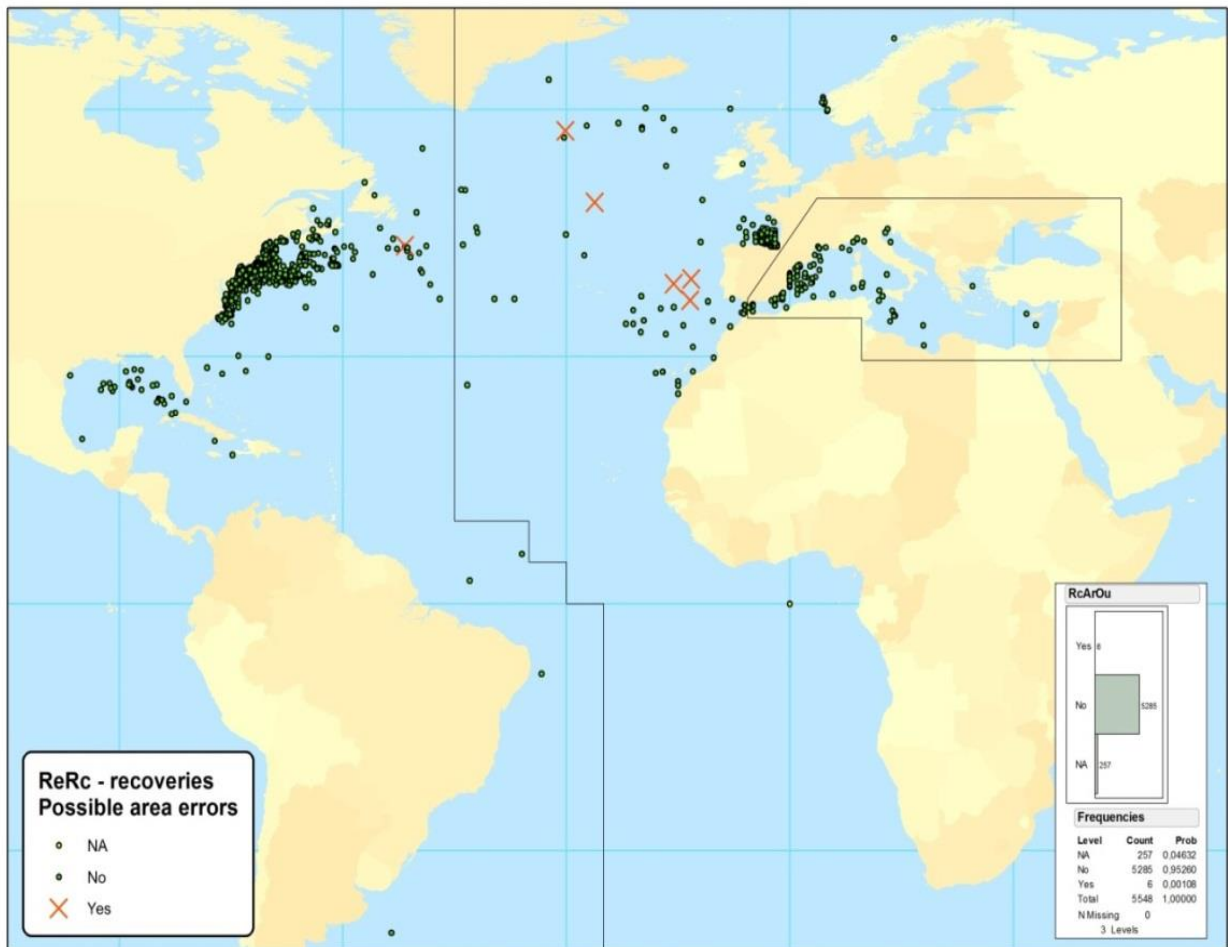 ReRc - recoveries
Possible area errors
NA
No
Yes
RcArOu
Yes 6
No 5285
NA 257
Frequencies
Level Count Prob
NA 257 0,04632
No 5285 0,95260
Yes 6 0,00108
Total 5548 1,00000
N Missing 0
3 Levels